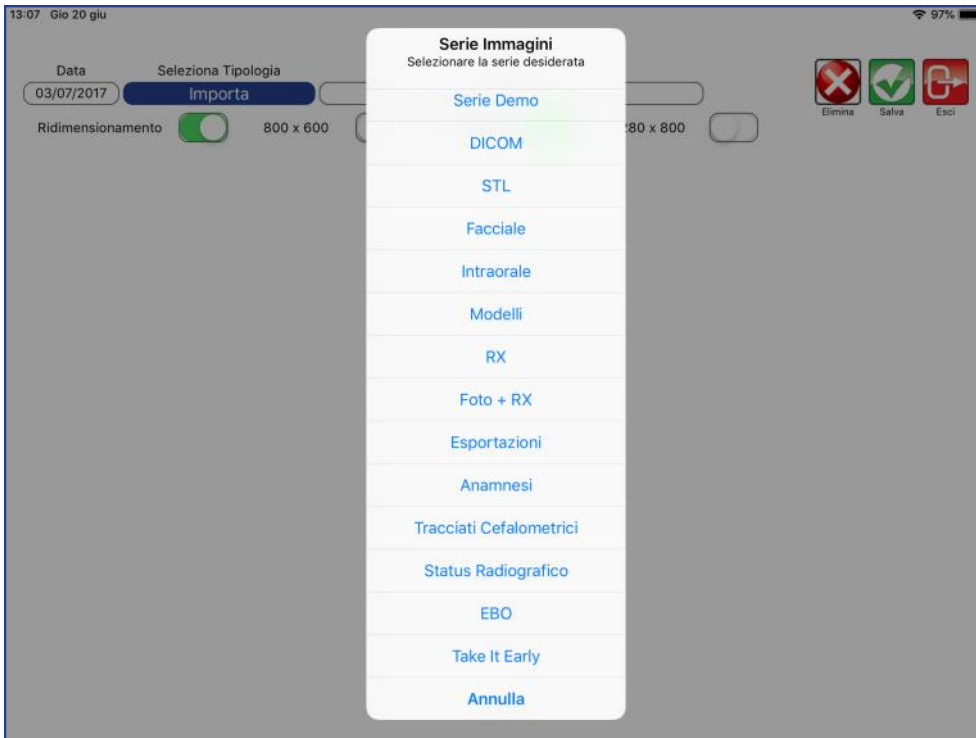 13:07 Gio 20 giu
97%
Serie Immagini
Selezionare la serie desiderata
Data
Seleziona Tipologia
03/07/2017
Importa
Ridimensionamento
800 x 600
:80 x 800
Elimina
Salva
Esci
Serie Demo
DICOM
STL
Facciale
Intraorale
Modelli
RX
Foto + RX
Esportazioni
Anamnesi
Tracciati Cefalometrici
Status Radiografico
EBO
Take It Early
Annulla